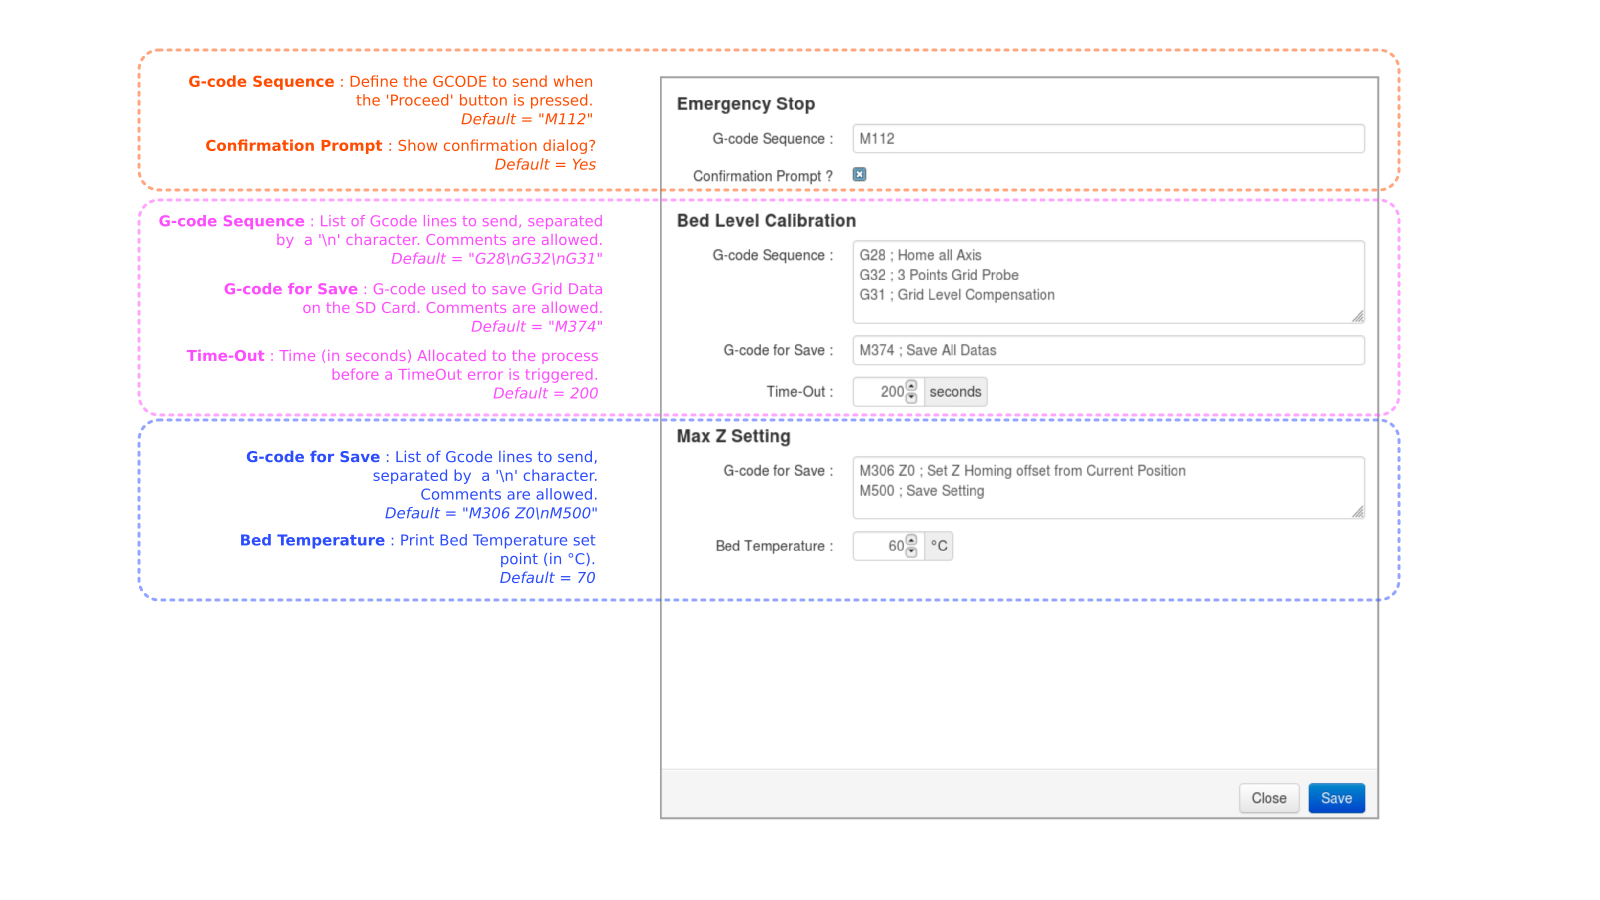 G-code Sequence : Define the GCODE to send when
the 'Proceed' button is pressed.
Default = "M112"
Confirmation Prompt : Show confirmation dialog?
Default = Yes
Emergency Stop
G-code Sequence :
M112
Confirmation Prompt ?
G-code Sequence : List of Gcode lines to send, separated
by  a '\n' character. Comments are allowed.
Default = "G28\nG32\nG31"
G-code for Save : G-code used to save Grid Data
on the SD Card. Comments are allowed.
Default = "M374"
Time-Out : Time (in seconds) Allocated to the process
before a TimeOut error is triggered.
Default = 200
Bed Level Calibration
G-code Sequence :
G28 ; Home all Axis
G32 ; 3 Points Grid Probe
G31 ; Grid Level Compensation
G-code for Save :
M374 ; Save All Datas
Time-Out :
200
seconds
G-code for Save : List of Gcode lines to send,
separated by  a '\n' character.
Comments are allowed.
Default = "M306 Z0\nM500"
Bed Temperature : Print Bed Temperature set
point (in °C).
Default = 70
Max Z Setting
G-code for Save :
M306 Z0 ; Set Z Homing offset from Current Position
M500 ; Save Setting
Bed Temperature :
60
°C
Close
Save